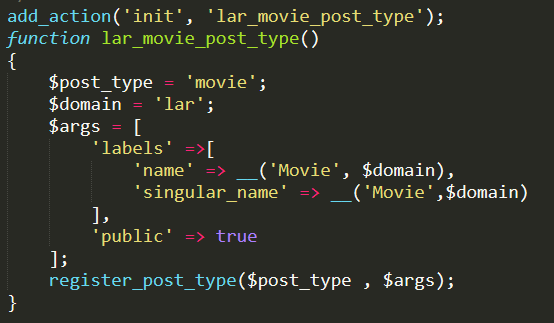 add_action('init', 'lar_movie_post_type');
function lar_movie_post_type()
{
    $post_type = 'movie';
    $domain = 'lar';
    $args = [
        'labels' =>[
            'name' => __('Movie', $domain),
            'singular_name' => __('Movie',$domain)
        ],
        'public' => true
    ];
    register_post_type($post_type , $args);
}